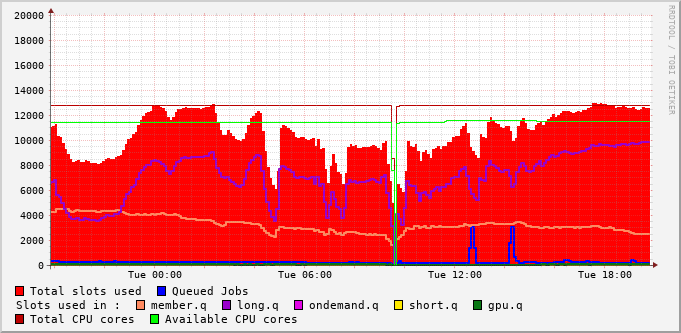 20000
18000
16000
14000
12000
10000
8000
6000
4000
2000
0
Tue 00:00 Tue 06:00 Tue 12:00 Tue 18:00
RRDTOOL / TOBI OETIKER
Total slots used Queued Jobs
Slots used in : member.q long.q ondemand.q short.q gpu.q
Total CPU cores Available CPU cores